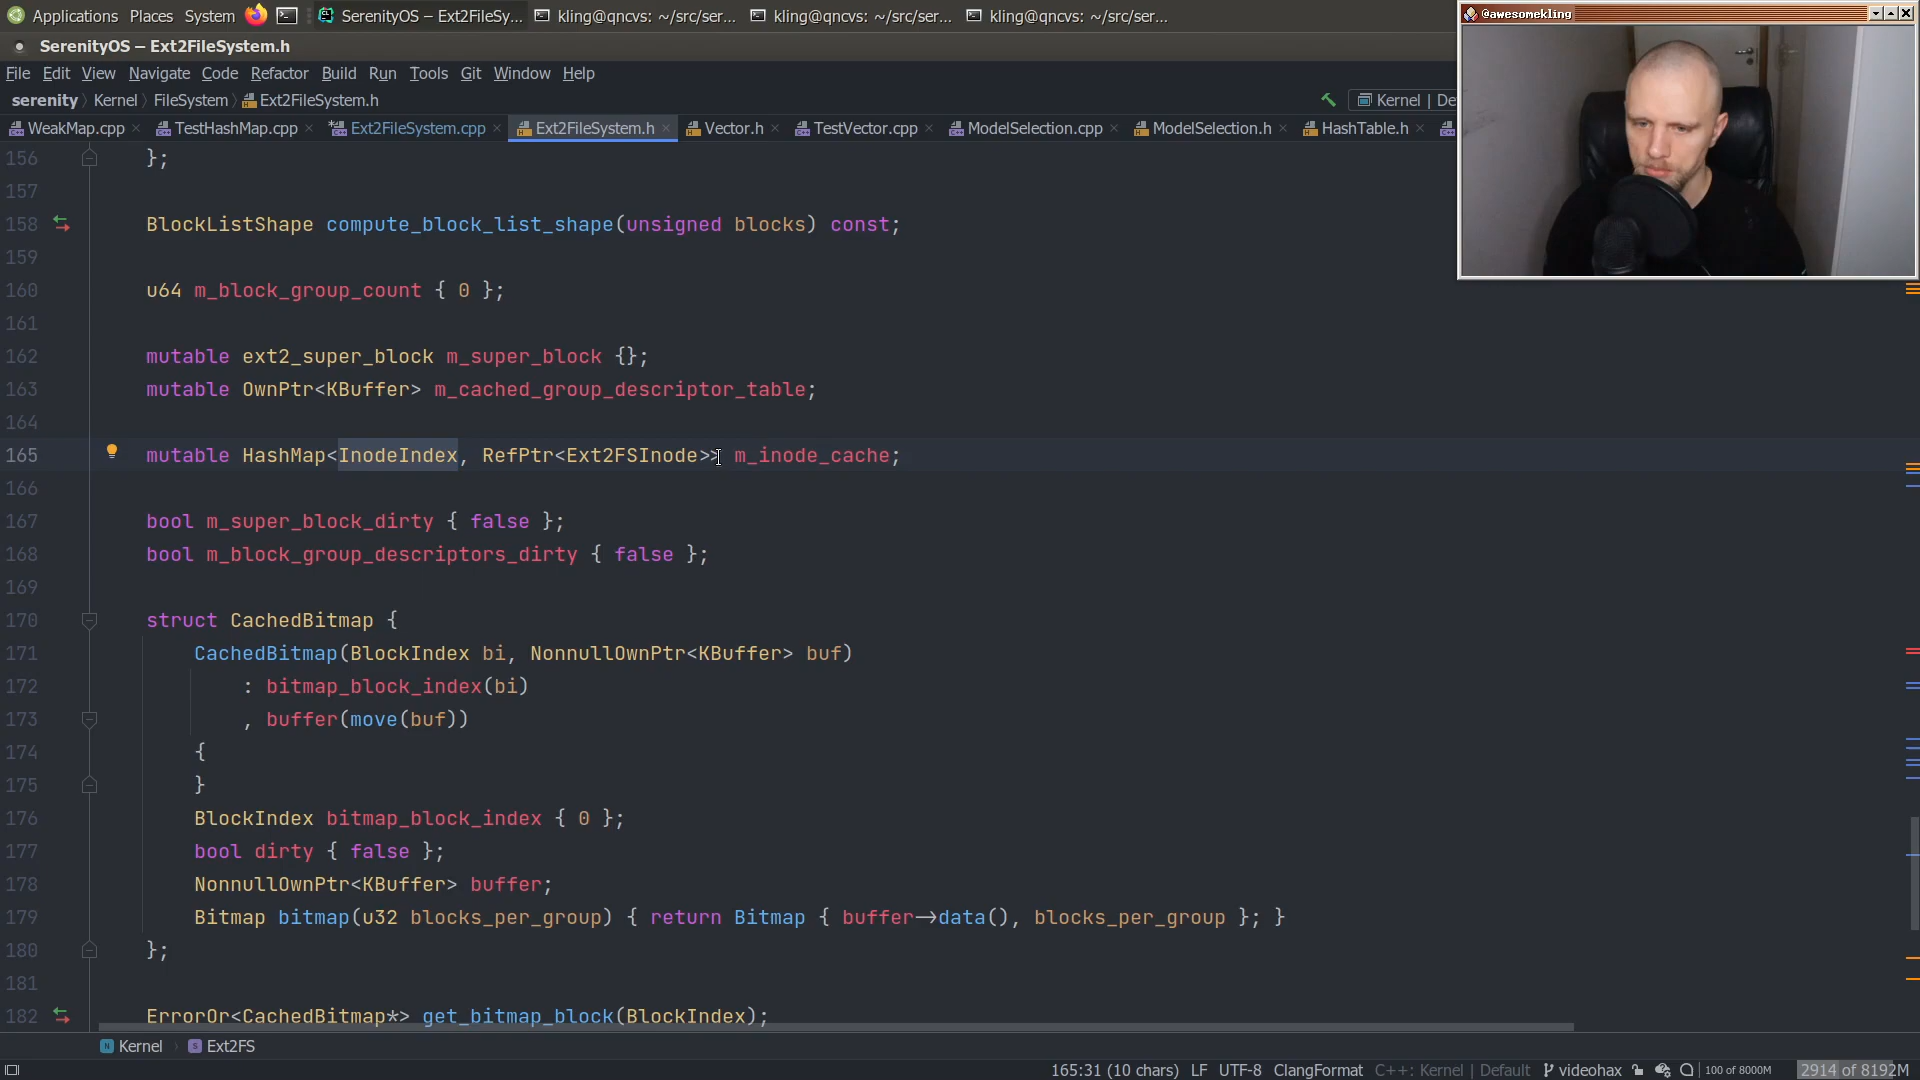 Applications Places System SerenityOS – Ext2FileSy... kling@qncvs: ~/src/ser... kling@qncvs: ~/src/ser... kling@qncvs: ~/src/ser...
@awesomekling
SerenityOS – Ext2FileSystem.h
File Edit View Navigate Code Refactor Build Run Tools Git Window Help
serenity Kernel FileSystem Ext2FileSystem.h Kernel | De
WeakMap.cpp TestHashMap.cpp *Ext2FileSystem.cpp Ext2FileSystem.h Vector.h TestVector.cpp ModelSelection.cpp ModelSelection.h HashTable.h
156 };
157
158 BlockListShape compute_block_list_shape(unsigned blocks) const;
159
160 u64 m_block_group_count { 0 };
161
162 mutable ext2_super_block m_super_block {};
163 mutable OwnPtr<KBuffer> m_cached_group_descriptor_table;
164
165 mutable HashMap<InodeIndex, RefPtr<Ext2FSInode>> m_inode_cache;
166
167 bool m_super_block_dirty { false };
168 bool m_block_group_descriptors_dirty { false };
169
170 struct CachedBitmap {
171 CachedBitmap(BlockIndex bi, NonnullOwnPtr<KBuffer> buf)
172 : bitmap_block_index(bi)
173 , buffer(move(buf))
174 {
175 }
176 BlockIndex bitmap_block_index { 0 };
177 bool dirty { false };
178 NonnullOwnPtr<KBuffer> buffer;
179 Bitmap bitmap(u32 blocks_per_group) { return Bitmap { buffer->data(), blocks_per_group }; }
180 };
181
182 ErrorOr<CachedBitmap*> get_bitmap_block(BlockIndex);
Kernel Ext2FS
165:31 (10 chars) LF UTF-8 ClangFormat C++: Kernel | Default videohax 100 of 8000M 2914 of 8192M